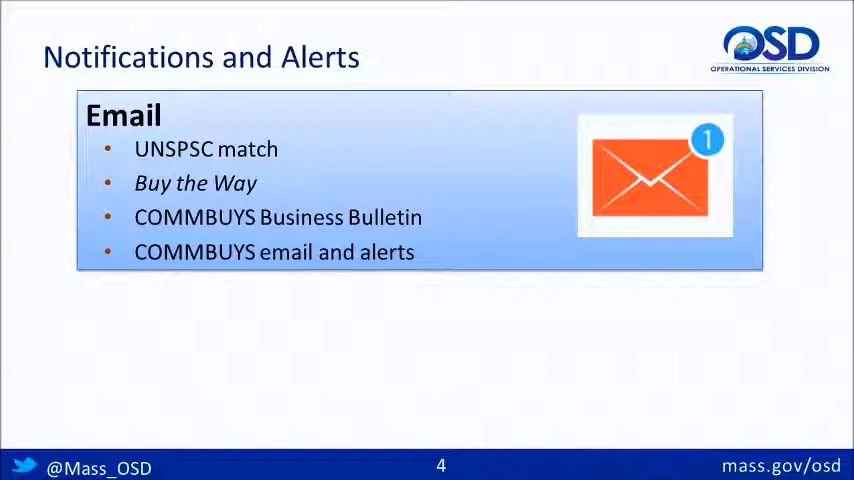 Notifications and Alerts
OSD
OPERATIONAL SERVICES DIVISION
Email
• UNSPSC match
• Buy the Way
• COMMBUYS Business Bulletin
• COMMBUYS email and alerts
1
@Mass_OSD
4
mass.gov/osd